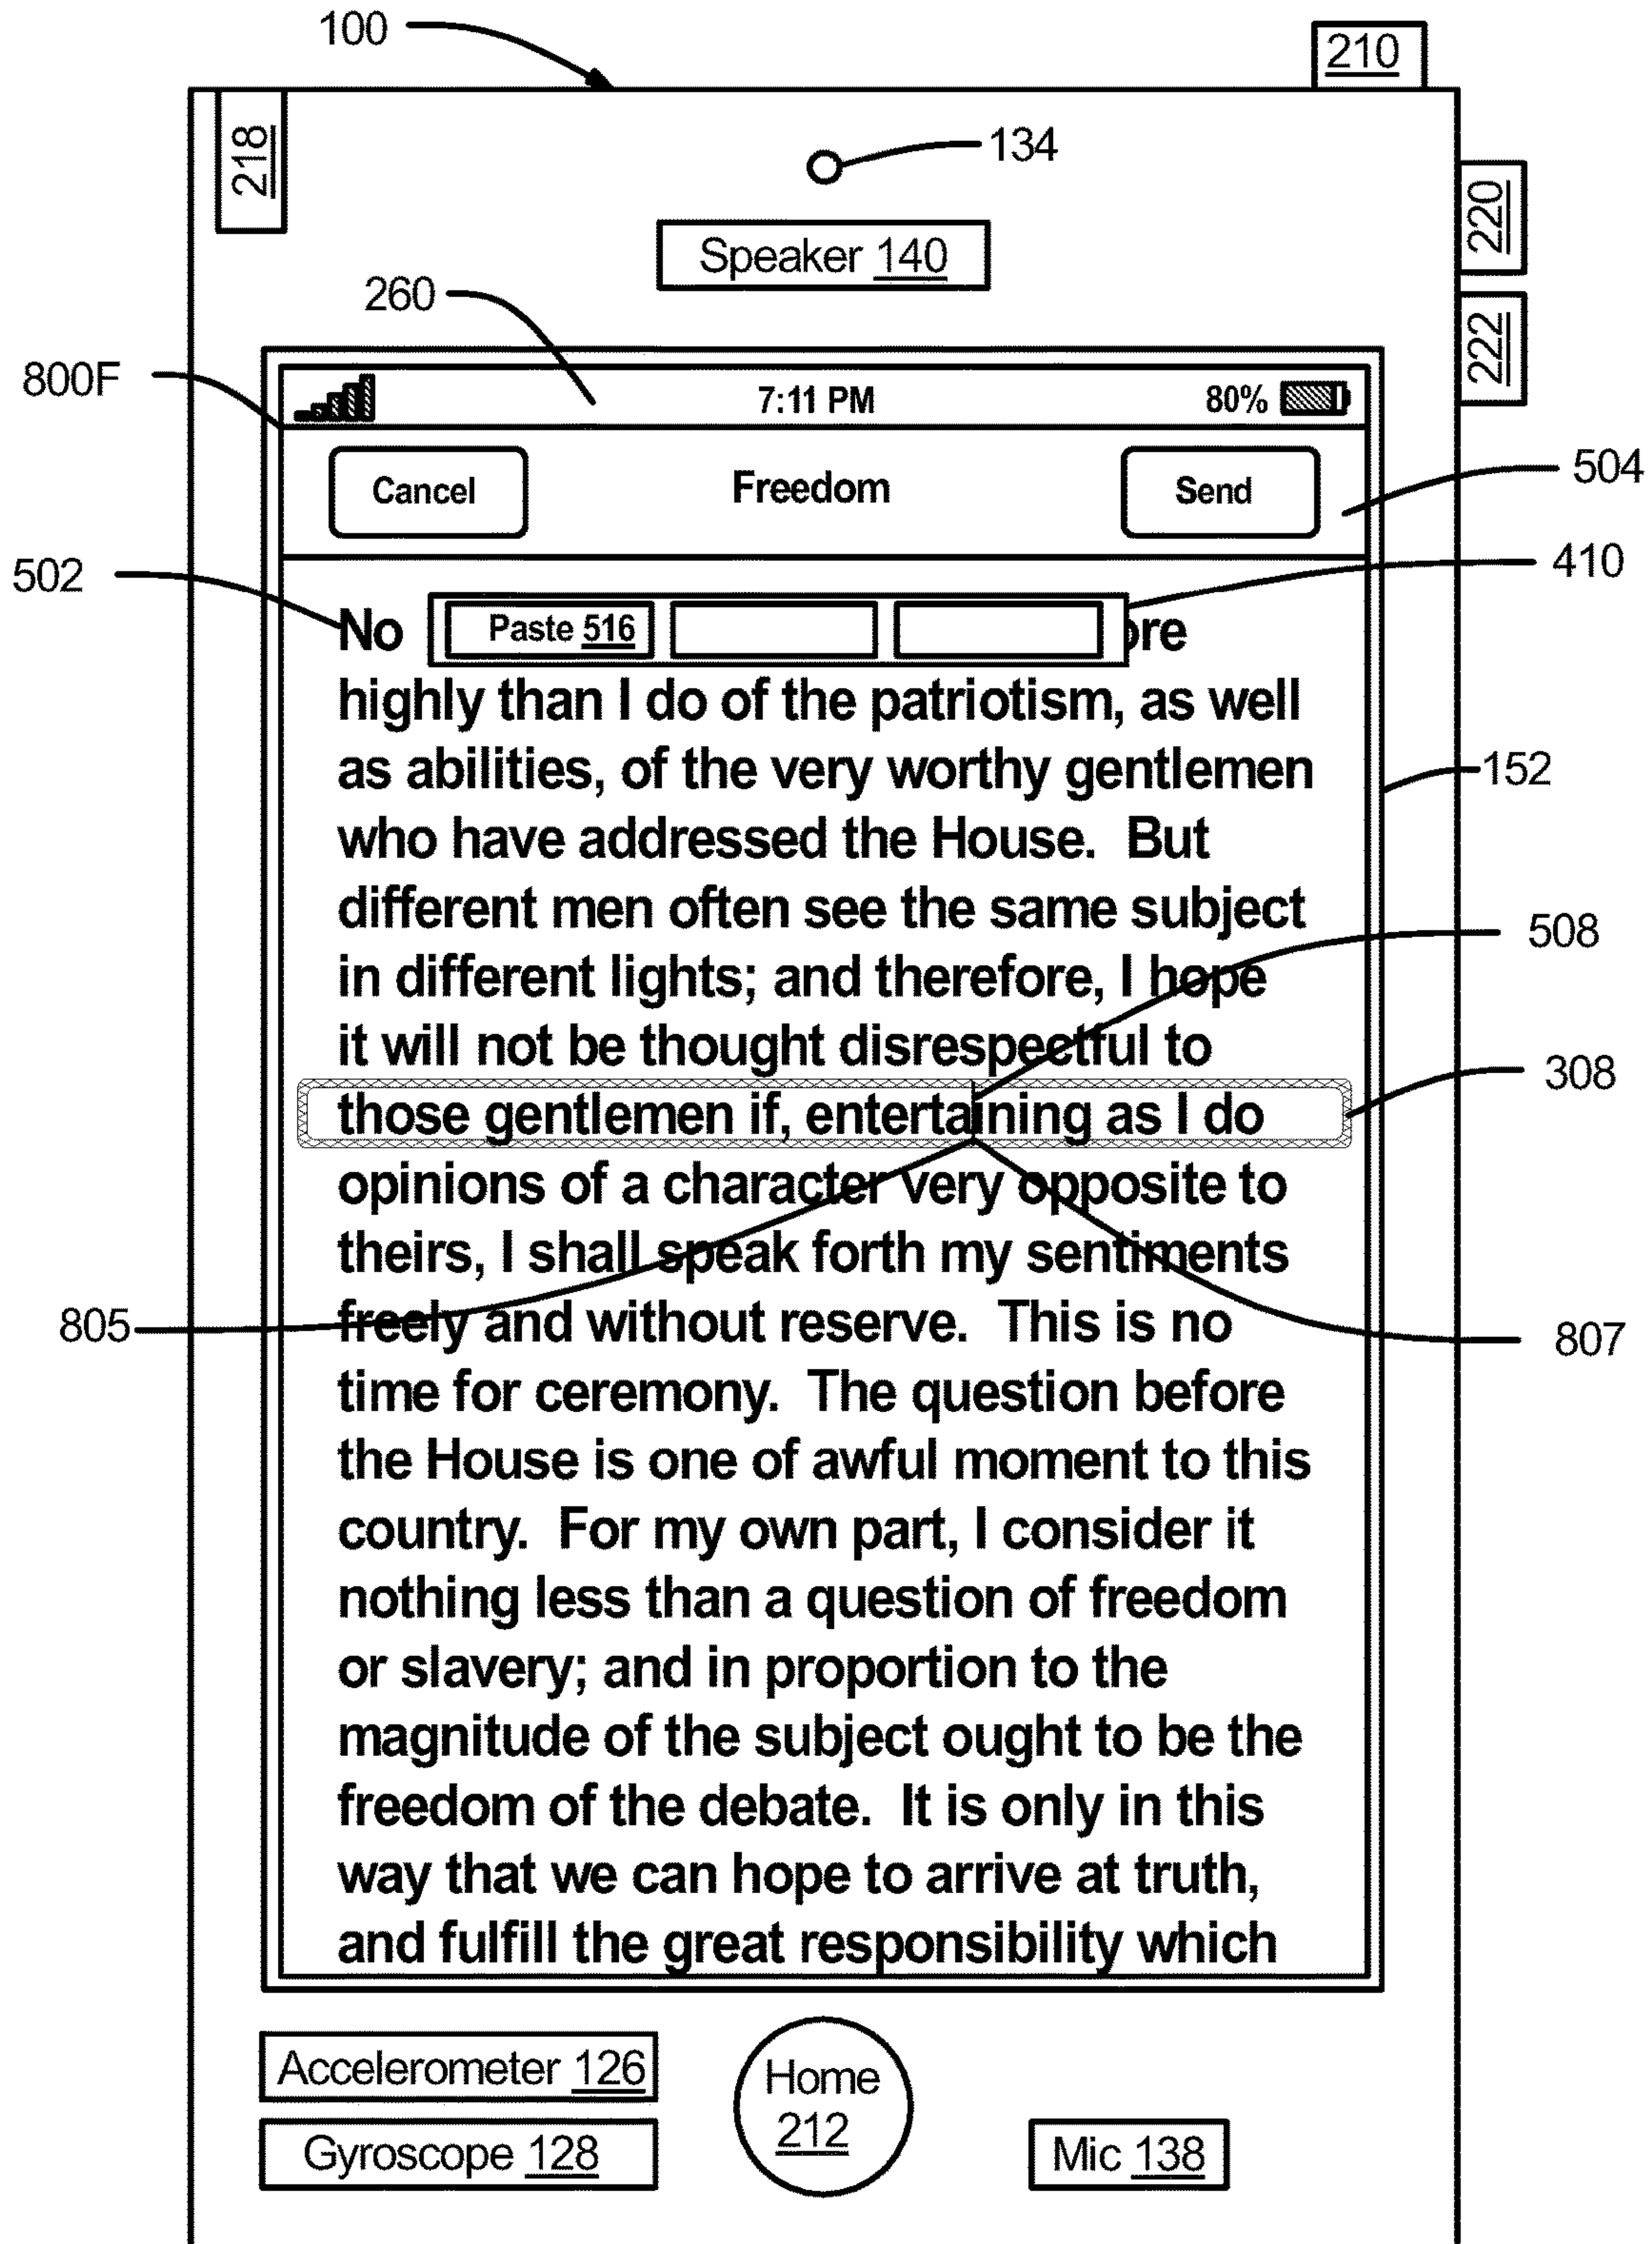 100
210
218
134
220
Speaker 140
260
222
800F
7:11 PM 80%
Cancel Freedom Send
504
410
502
No Paste 516 ore
highly than I do of the patriotism, as well
152
as abilities, of the very worthy gentlemen
who have addressed the House. But
different men often see the same subject
508
in different lights; and therefore, I hope
it will not be thought disrespectful to
308
those gentlemen if, entertaining as I do
opinions of a character very opposite to
theirs, I shall speak forth my sentiments
805
freely and without reserve. This is no
807
time for ceremony. The question before
the House is one of awful moment to this
country. For my own part, I consider it
nothing less than a question of freedom
or slavery; and in proportion to the
magnitude of the subject ought to be the
freedom of the debate. It is only in this
way that we can hope to arrive at truth,
and fulfill the great responsibility which
Accelerometer 126
Home
212
Gyroscope 128
Mic 138